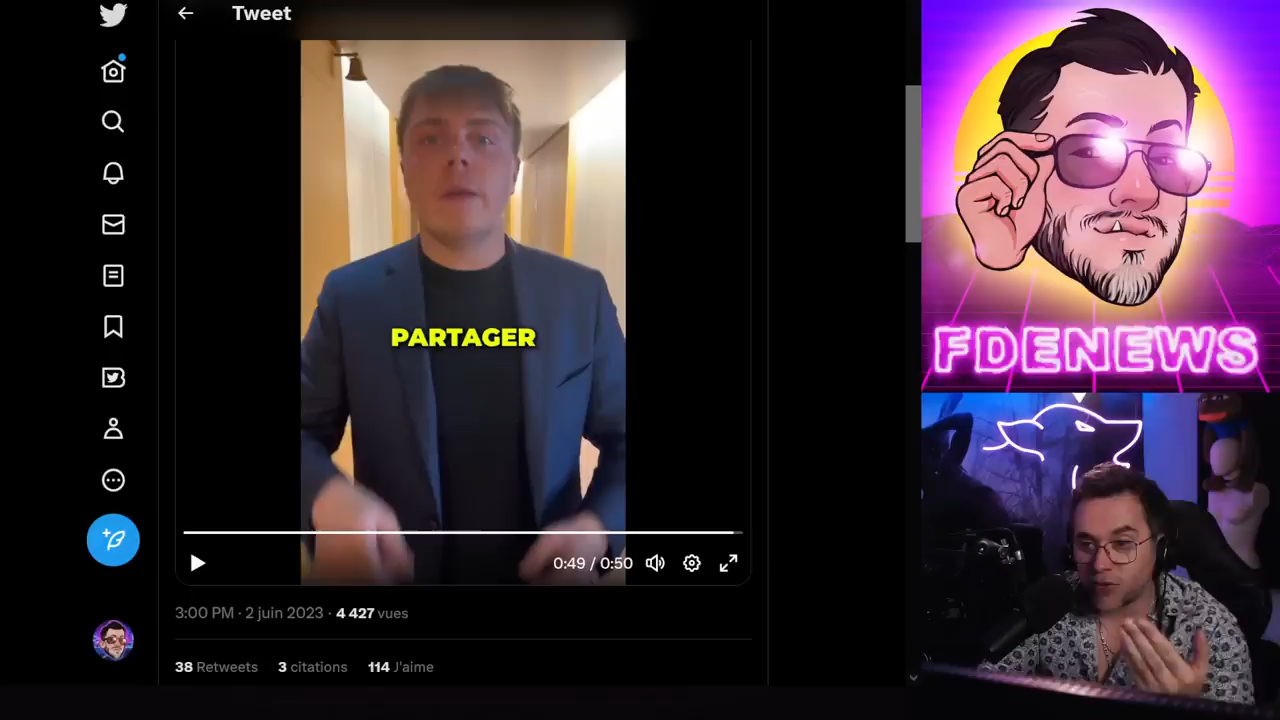 Tweet
PARTAGER
0:49 / 0:50
3:00 PM · 2 juin 2023 · 4 427 vues
38 Retweets 3 citations 114 J'aime
FDENEWS